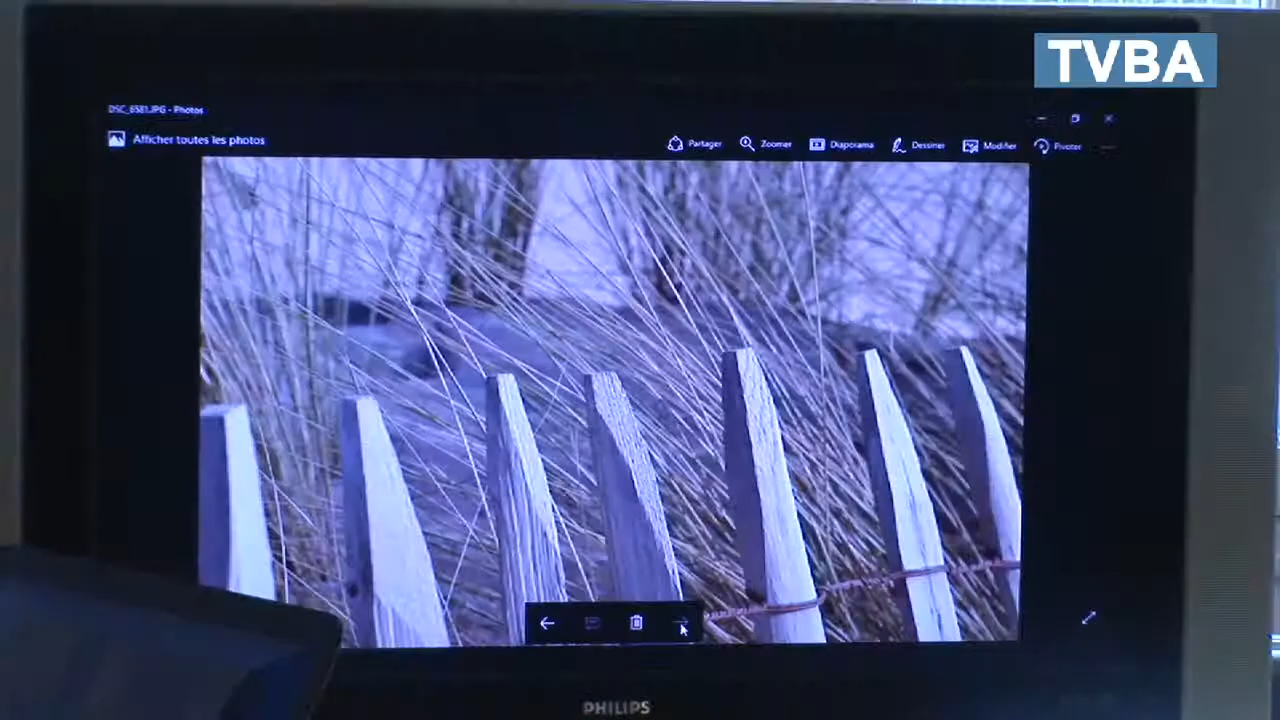 TVBA
DSC_6581.JPG - Photos
Afficher toutes les photos
Partager
Zoomer
Diaporama
Dessiner
Modifier
Pivoter
PHILIPS